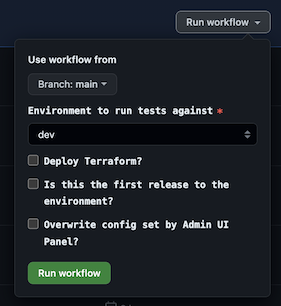 Run workflow
Use workflow from
Branch: main
Environment to run tests against *
dev
Deploy Terraform?
Is this the first release to the
environment?
Overwrite config set by Admin UI
Panel?
Run workflow